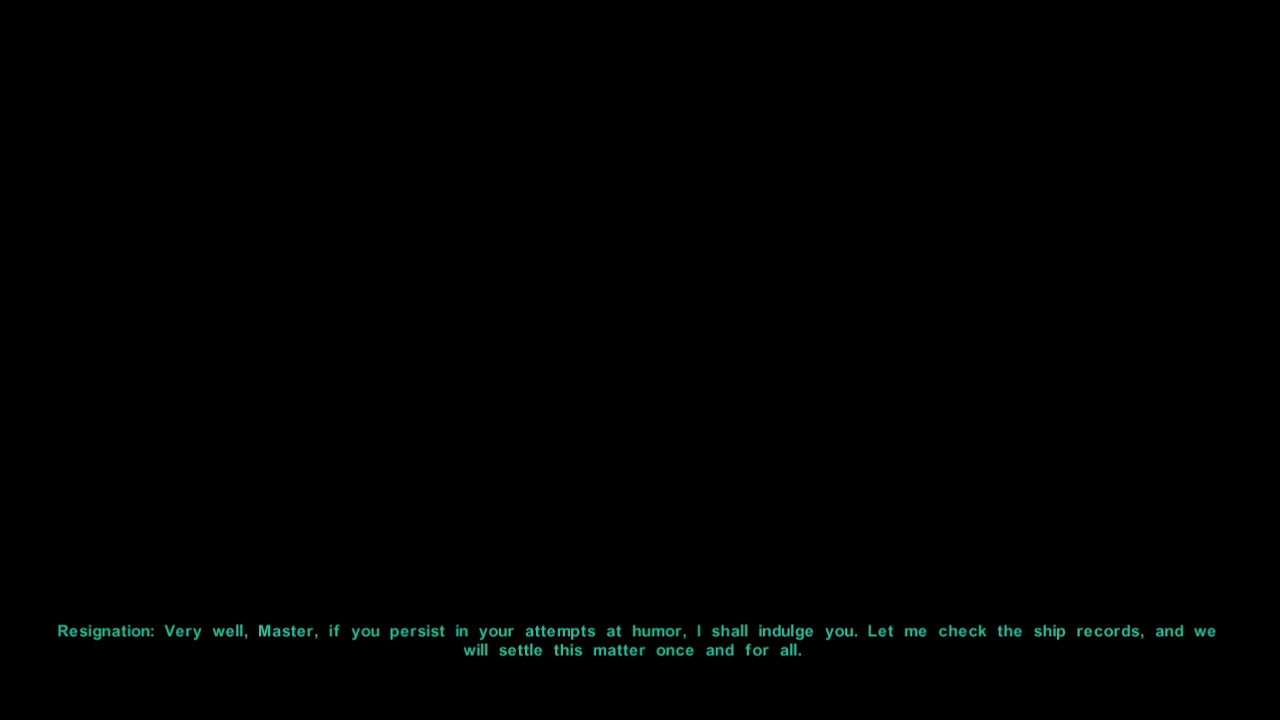 Resignation: Very well, Master, if you persist in your attempts at humor, I shall indulge you. Let me check the ship records, and we
will settle this matter once and for all.